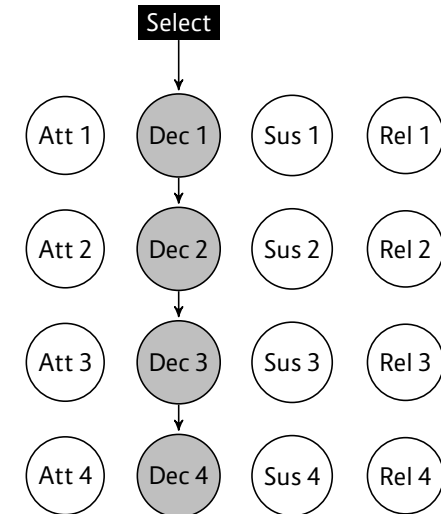 Select
Att 1 Dec 1 Sus 1 Rel 1
Att 2 Dec 2 Sus 2 Rel 2
Att 3 Dec 3 Sus 3 Rel 3
Att 4 Dec 4 Sus 4 Rel 4